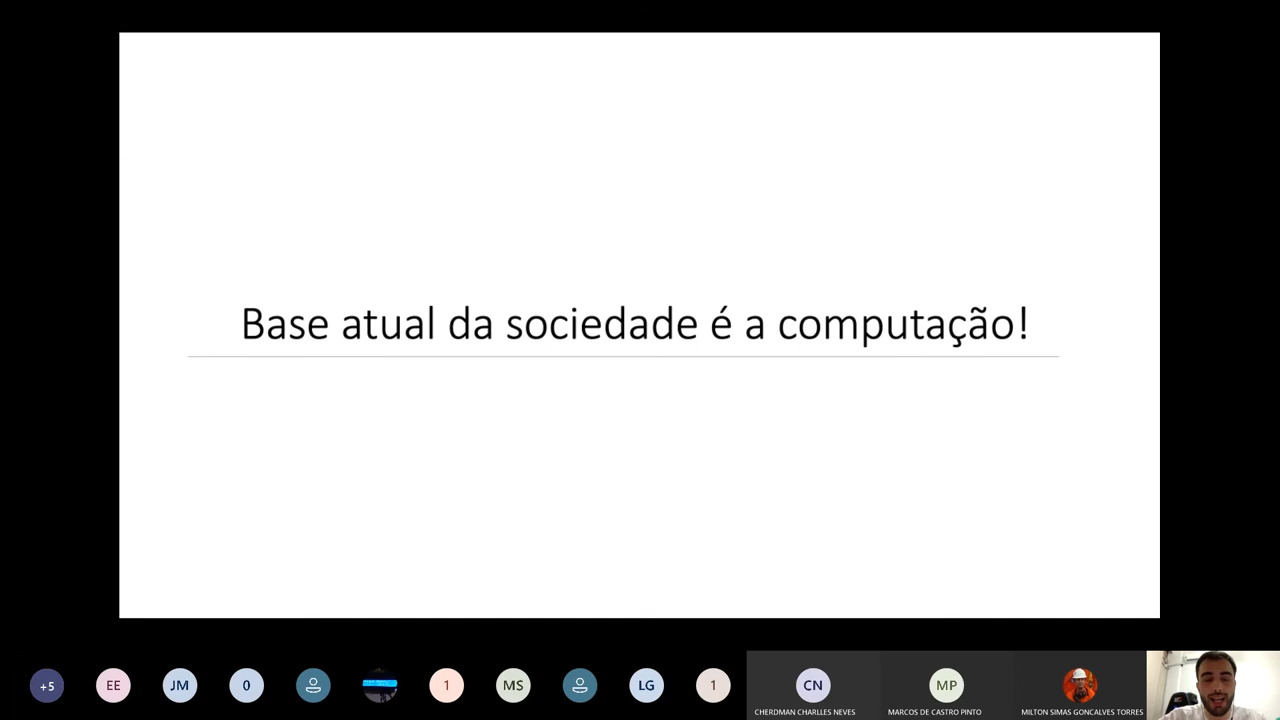 Base atual da sociedade é a computação!
+5
EE
JM
0
1
MS
LG
1
CN
MP
CHERDMAN CHARLLES NEVES
MARCOS DE CASTRO PINTO
MILTON SIMAS GONCALVES TORRES